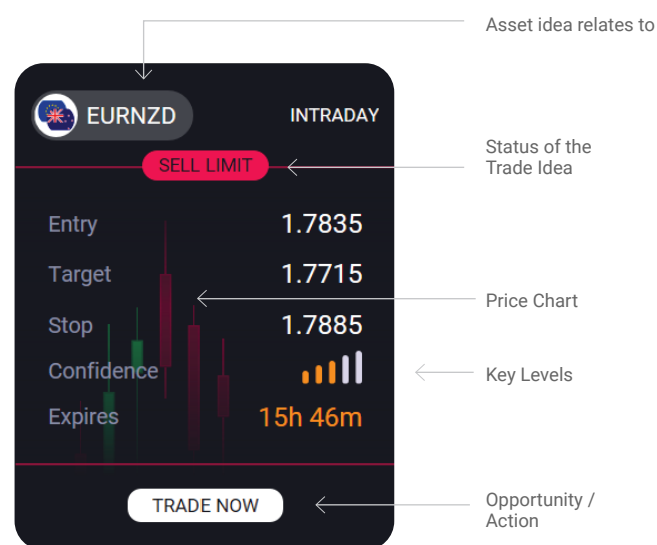 Asset idea relates to
EURNZD
INTRADAY
SELL LIMIT
Status of the
Trade Idea
Entry 1.7835
Target 1.7715
Price Chart
Stop 1.7885
Confidence
Key Levels
Expires 15h 46m
TRADE NOW
Opportunity /
Action